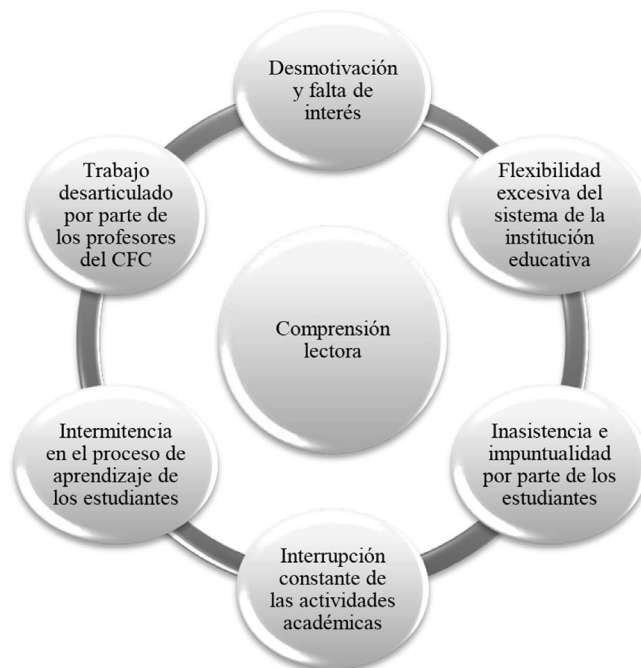 Desmotivación
y falta de
interés
Flexibilidad
excesiva del
sistema de la
institución
educativa
Inasistencia e
impuntualidad
por parte de los
estudiantes
Interrupción
constante de
las actividades
académicas
Intermitencia
en el proceso de
aprendizaje de
los estudiantes
Trabajo
desarticulado
por parte de
los profesores
del CFC
Comprensión
lectora